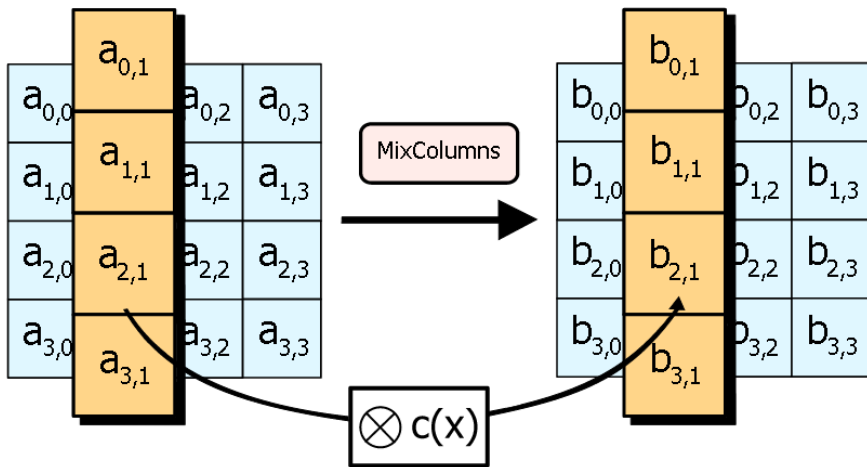 a0,0 a0,1 a0,2 a0,3
a1,0 a1,1 a1,2 a1,3
a2,0 a2,1 a2,2 a2,3
a3,0 a3,1 a3,2 a3,3
MixColumns
b0,0 b0,1 b0,2 b0,3
b1,0 b1,1 b1,2 b1,3
b2,0 b2,1 b2,2 b2,3
b3,0 b3,1 b3,2 b3,3
⊗ c(x)